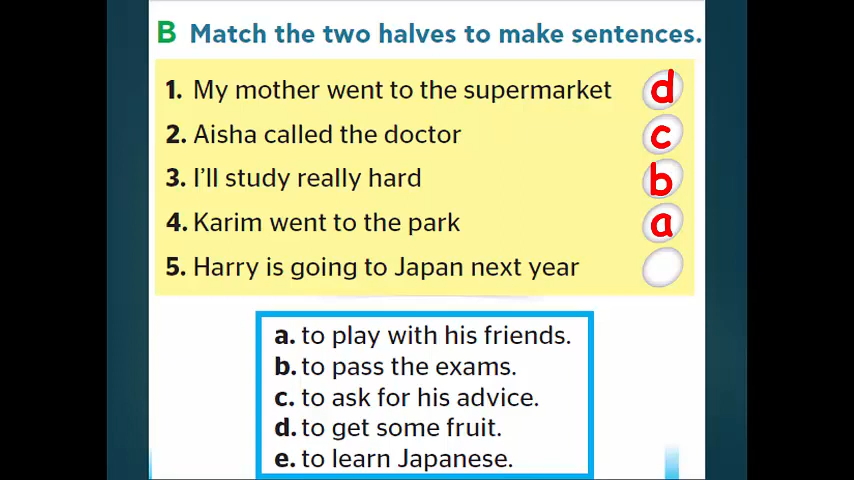 B Match the two halves to make sentences.
1. My mother went to the supermarket d
2. Aisha called the doctor c
3. I'll study really hard b
4. Karim went to the park a
5. Harry is going to Japan next year
a. to play with his friends.
b. to pass the exams.
c. to ask for his advice.
d. to get some fruit.
e. to learn Japanese.